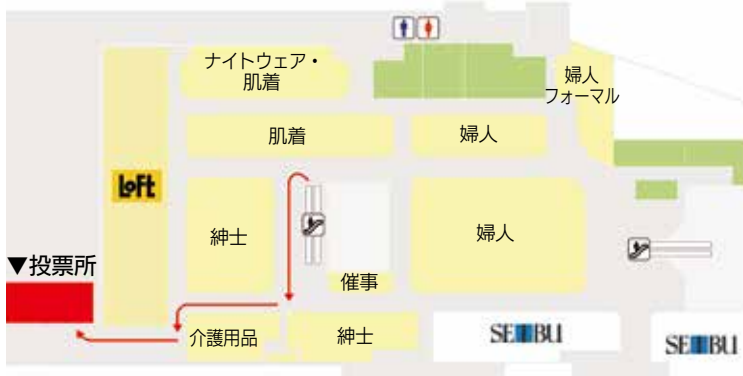 ナイトウェア・
肌着
婦人
フォーマル
肌着
婦人
LoFt
紳士
婦人
▼投票所
催事
介護用品
紳士
SEIBU
SEIBU